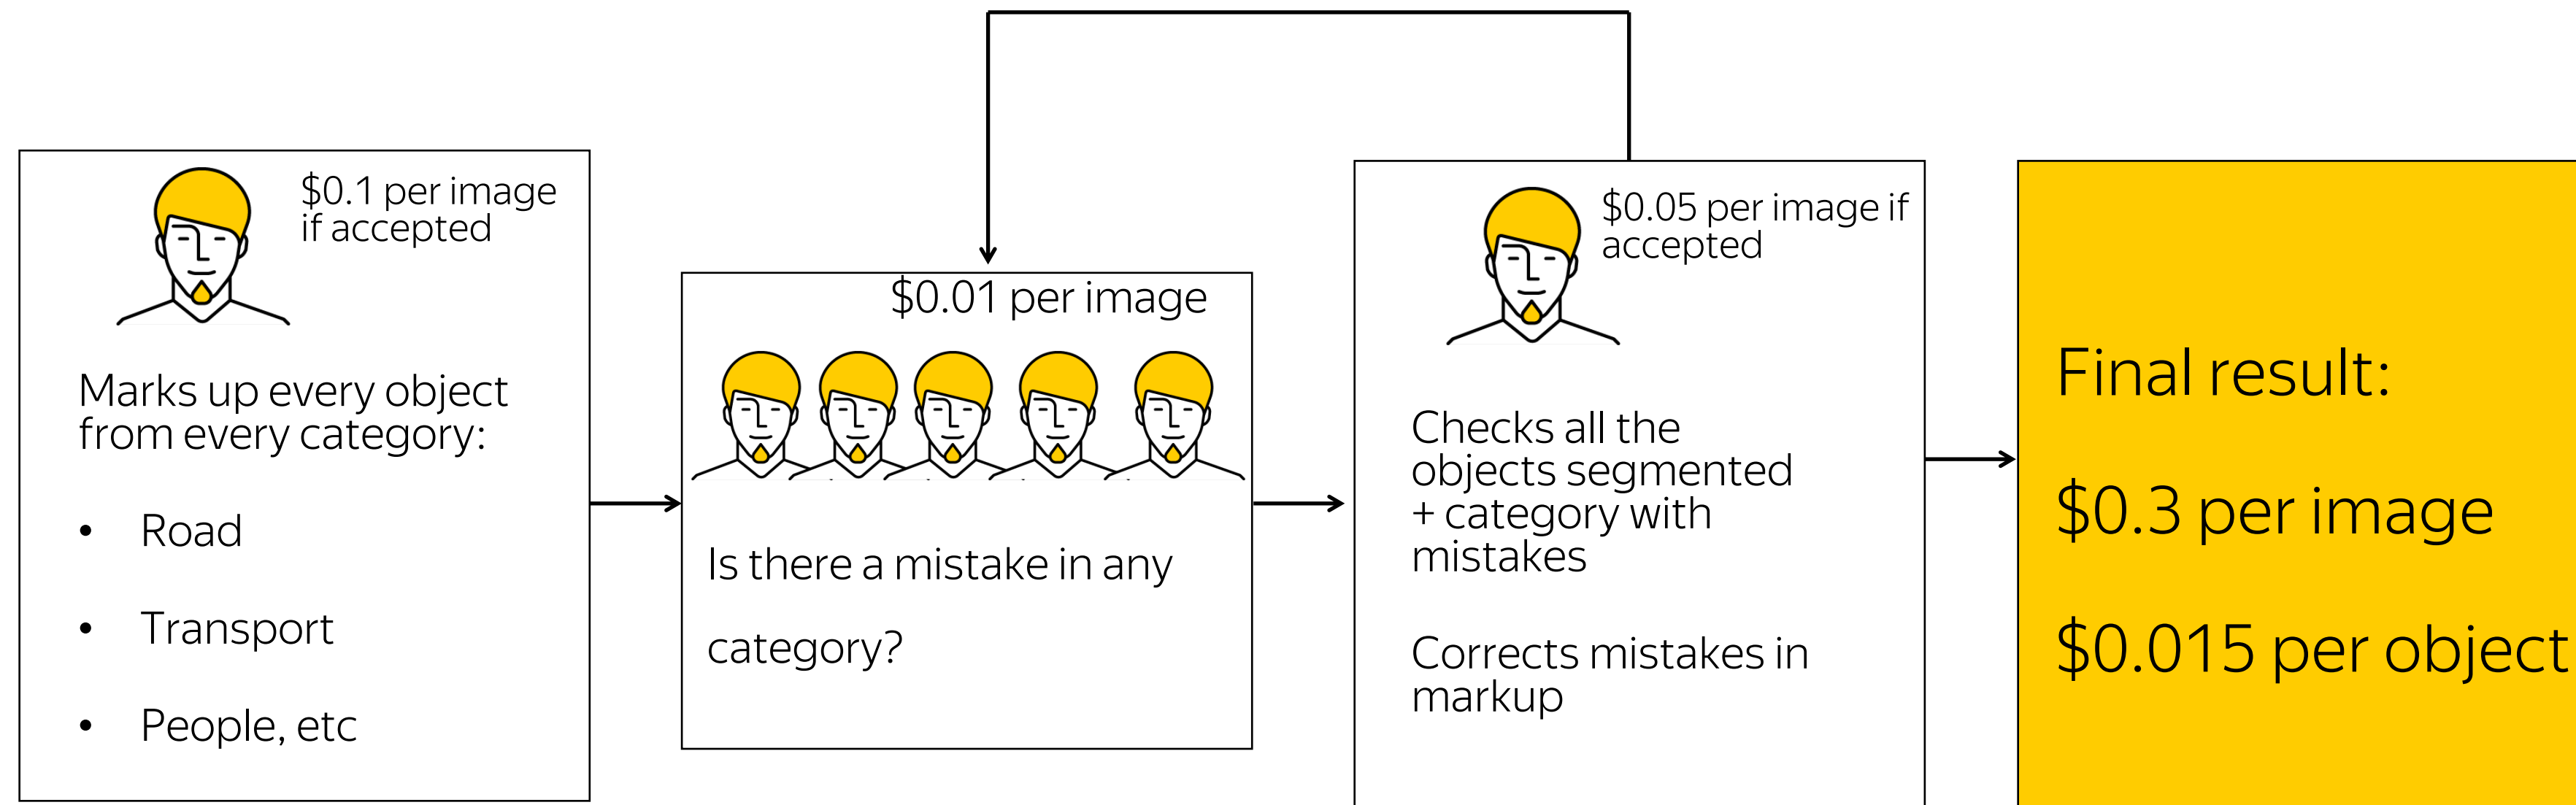 $0.1 per image
if accepted
Marks up every object
from every category:
• Road
• Transport
• People, etc
$0.01 per image
Is there a mistake in any
category?
$0.05 per image if
accepted
Checks all the
objects segmented
+ category with
mistakes
Corrects mistakes in
markup
Final result:
$0.3 per image
$0.015 per object